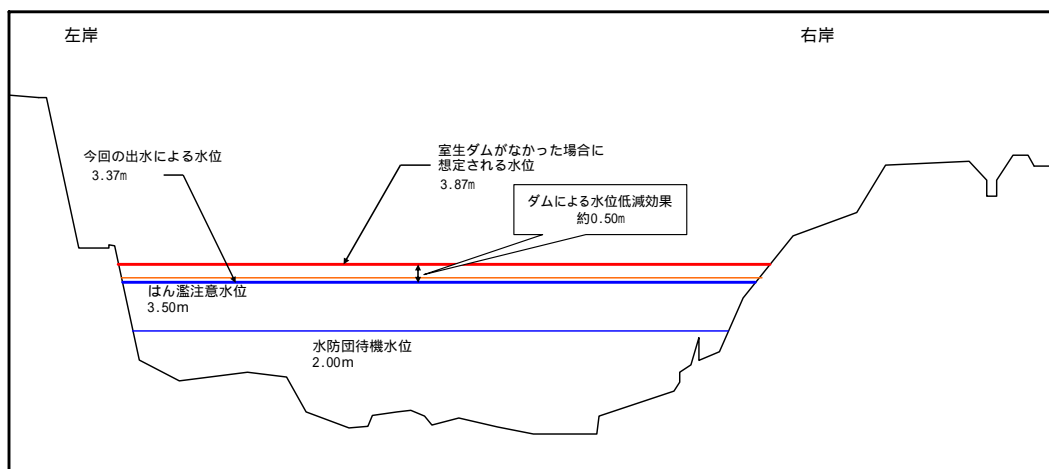 左岸
右岸
今回の出水による水位
3.37m
室生ダムがなかった場合に
想定される水位
3.87m
ダムによる水位低減効果
約0.50m
はん濫注意水位
3.50m
水防団待機水位
2.00m